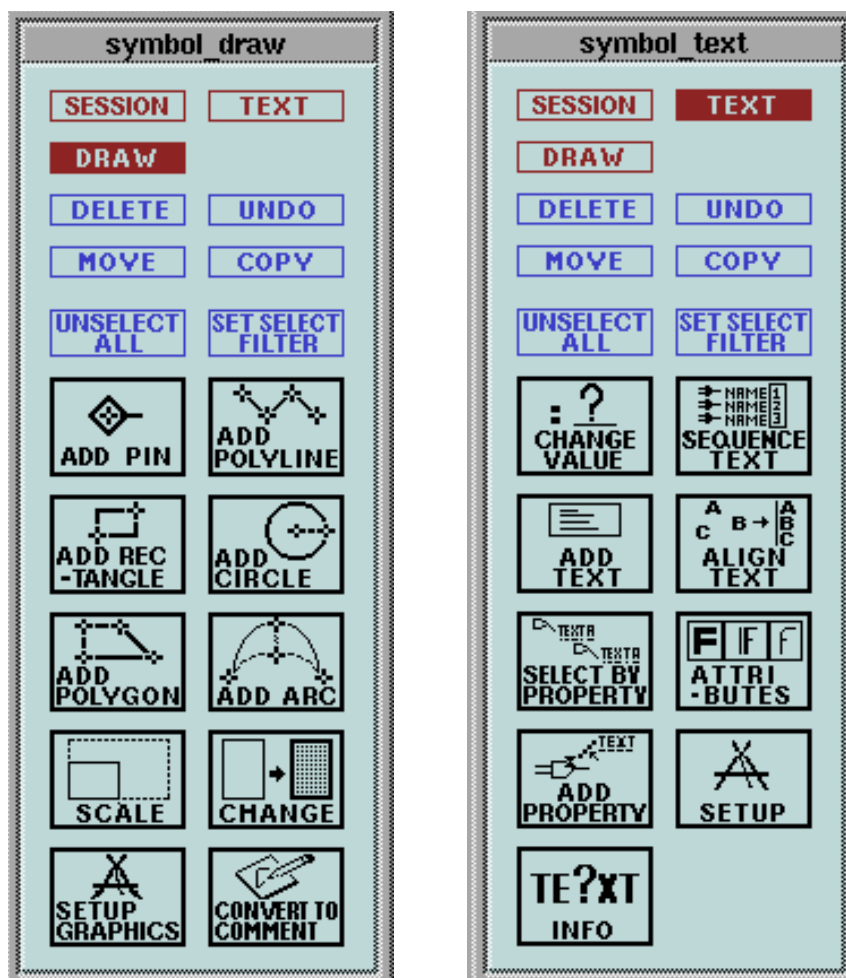 symbol_draw
SESSION
TEXT
DRAW
DELETE
UNDO
MOVE
COPY
UNSELECT
ALL
SET SELECT
FILTER
ADD PIN
ADD
POLYLINE
ADD REC
-TANGLE
ADD
CIRCLE
ADD
POLYGON
ADD ARC
SCALE
CHANGE
SETUP
GRAPHICS
CONVERT TO
COMMENT
symbol_text
SESSION
TEXT
DRAW
DELETE
UNDO
MOVE
COPY
UNSELECT
ALL
SET SELECT
FILTER
: ?
CHANGE
VALUE
NAME 1
NAME 2
NAME 3
SEQUENCE
TEXT
ADD
TEXT
A
B
C
A
B
C
ALIGN
TEXT
TEXTA
TEXTA
SELECT BY
PROPERTY
F F f
ATTRI
-BUTES
TEXT
ADD
PROPERTY
SETUP
TE?XT
INFO